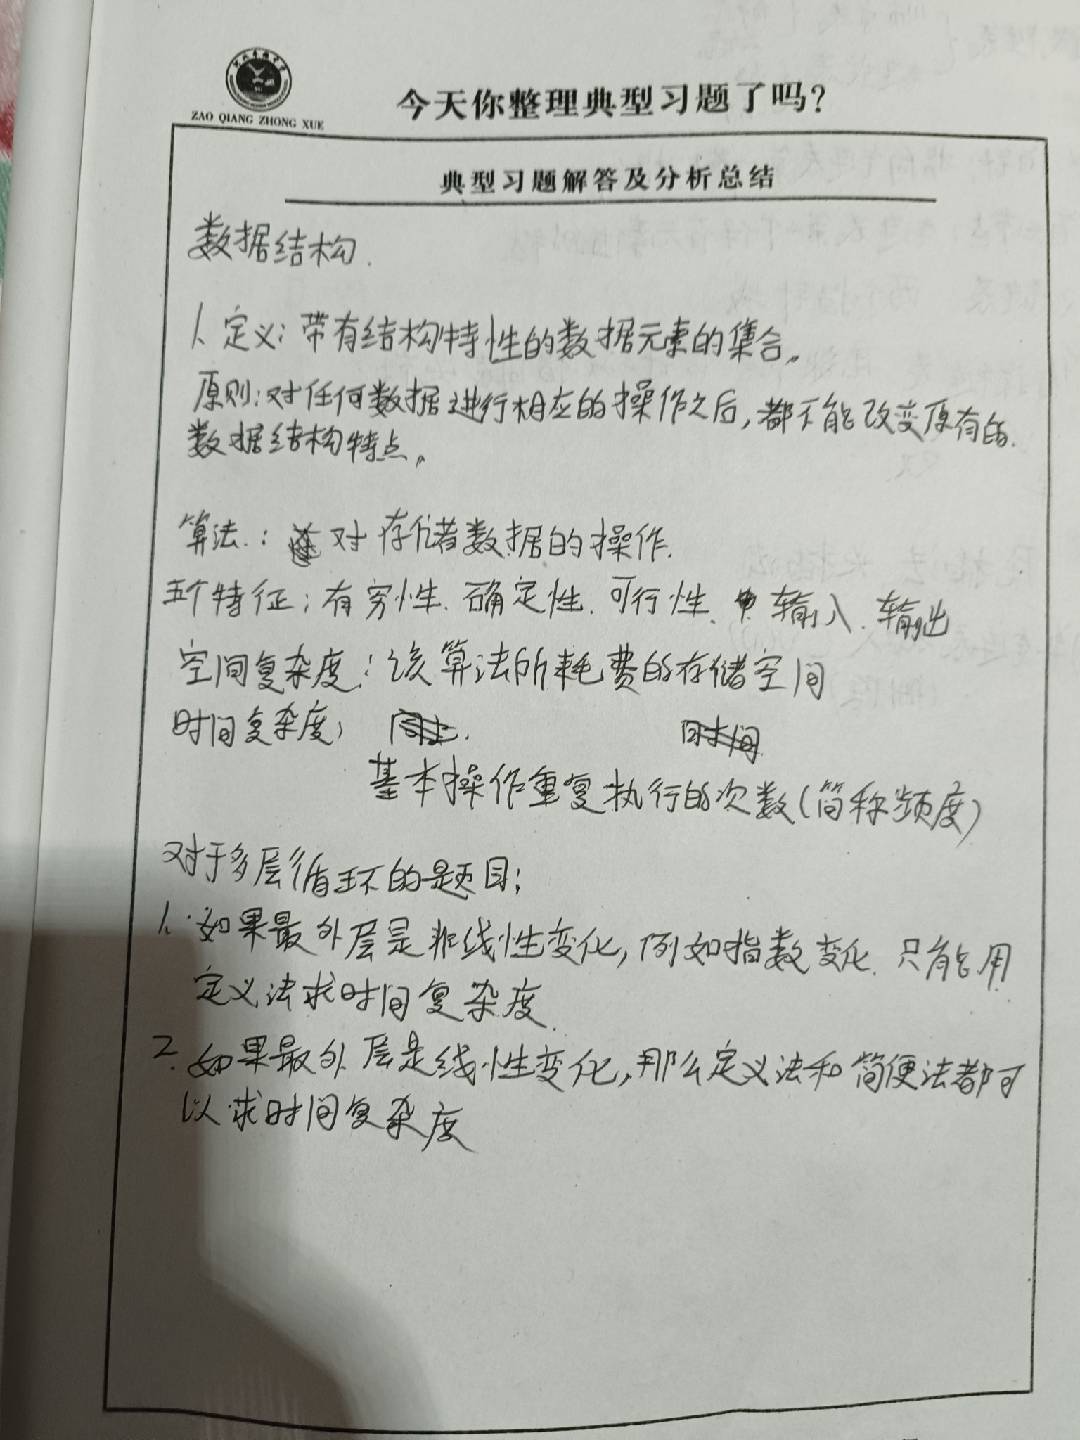 ZAO QIANG ZHONG XUE
今天你整理典型习题了吗?
典型习题解答及分析总结
数据结构.
1、定义：带有结构特性的数据元素的集合。
原则：对任何数据进行相应的操作之后，都不能改变原有的
数据结构特点。
算法：对存储数据的操作.
五个特征：有穷性、确定性、可行性、输入、输出
空间复杂度：该算法所耗费的存储空间
时间复杂度：
时间
基本操作重复执行的次数(简称频度)
对于多层循环的题目：
1、如果最外层是非线性变化，例如指数变化、只有能用
定义法求时间复杂度.
2、如果最外层是线性变化，那么定义法和简便法都可
以求时间复杂度